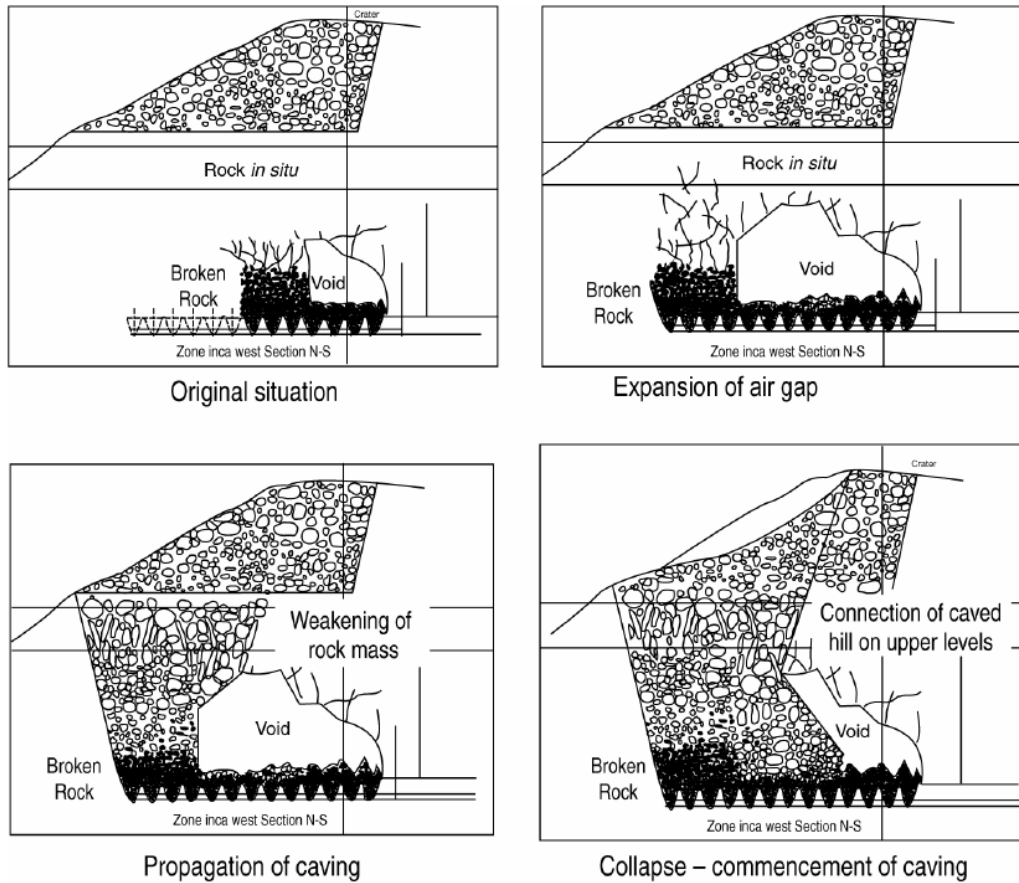 Crater
Rock in situ
Broken
Rock
Void
Zone inca west Section N-S
Original situation
Rock in situ
Void
Broken
Rock
Zone inca west Section N-S
Expansion of air gap
Weakening of
rock mass
Void
Broken
Rock
Zone inca west Section N-S
Propagation of caving
Crater
Connection of caved
hill on upper levels
Void
Broken
Rock
Zone inca west Section N-S
Collapse – commencement of caving